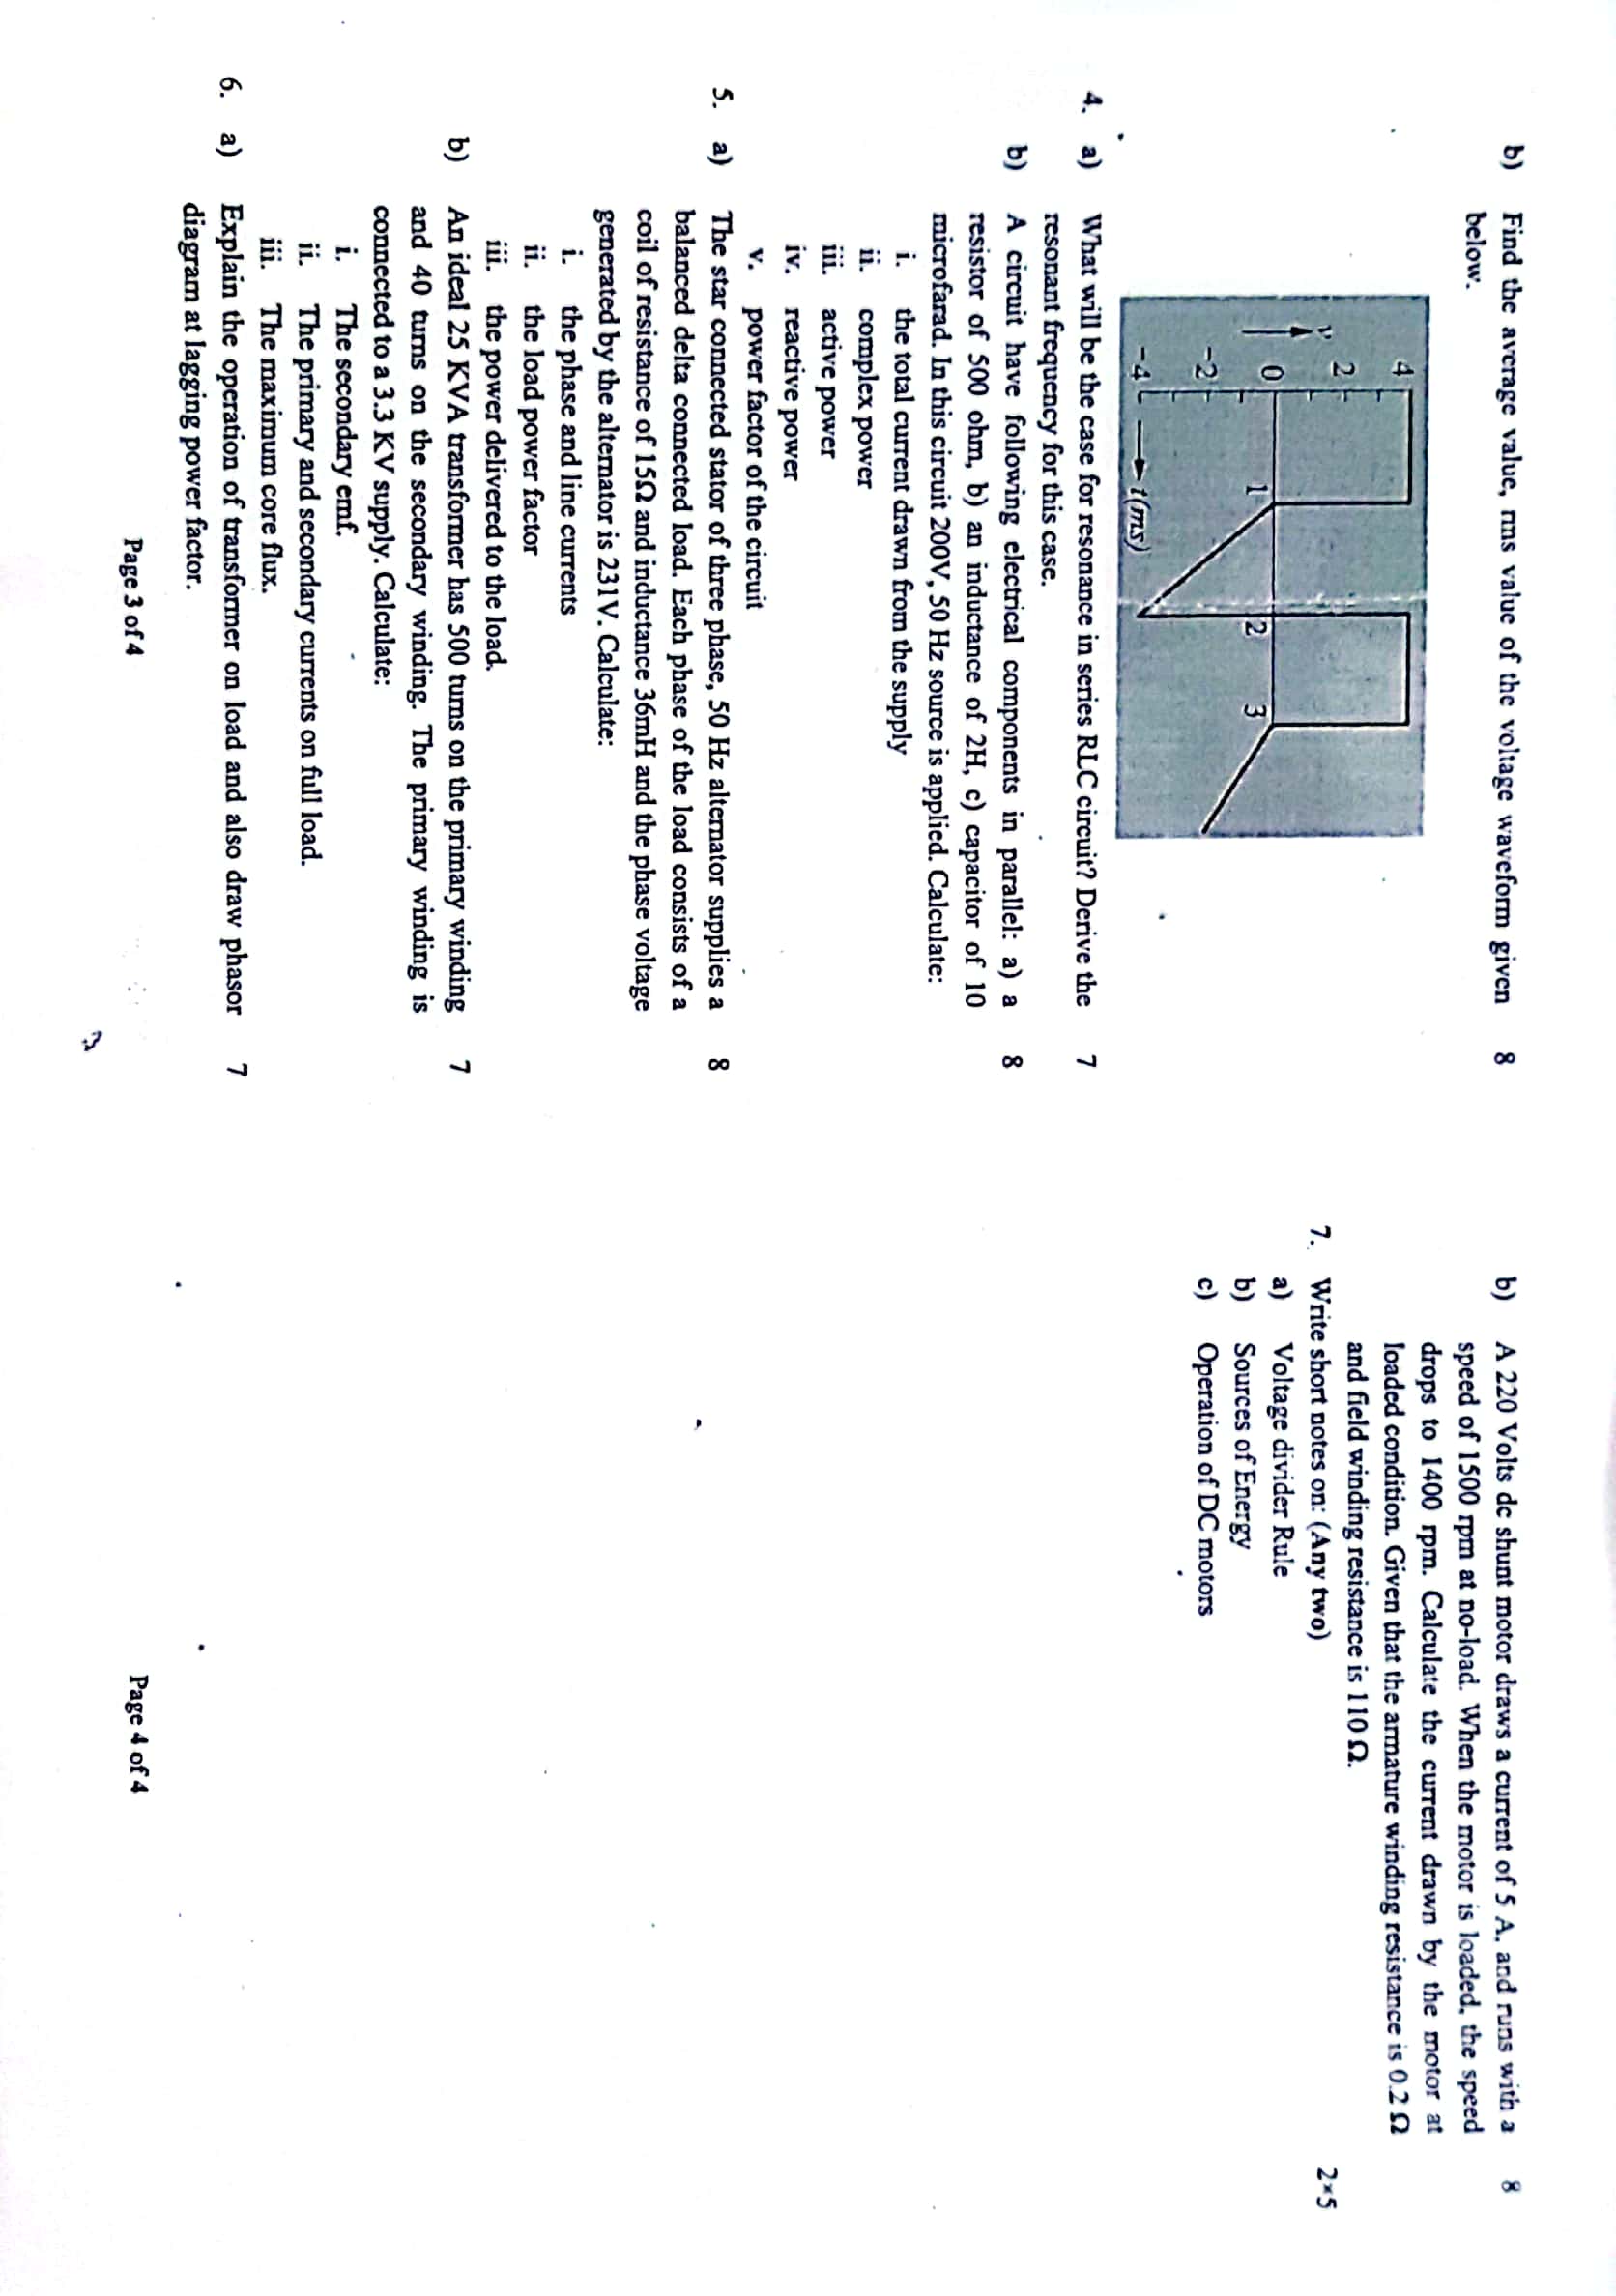 b) Find the average value, rms value of the voltage waveform given 8
below.
4
2
v
0
1
2
3
-2
-4
t(ms)
4. a) What will be the case for resonance in series RLC circuit? Derive the 7
resonant frequency for this case.
b) A circuit have following electrical components in parallel: a) a 8
resistor of 500 ohm, b) an inductance of 2H, c) capacitor of 10
microfarad. In this circuit 200V, 50 Hz source is applied. Calculate:
i. the total current drawn from the supply
ii. complex power
iii. active power
iv. reactive power
v. power factor of the circuit
5. a) The star connected stator of three phase, 50 Hz alternator supplies a 8
balanced delta connected load. Each phase of the load consists of a
coil of resistance of 15Ω and inductance 36mH and the phase voltage
generated by the alternator is 231V. Calculate:
i. the phase and line currents
ii. the load power factor
iii. the power delivered to the load.
b) An ideal 25 KVA transformer has 500 turns on the primary winding 7
and 40 turns on the secondary winding. The primary winding is
connected to a 3.3 KV supply. Calculate:
i. The secondary emf.
ii. The primary and secondary currents on full load.
iii. The maximum core flux.
6. a) Explain the operation of transformer on load and also draw phasor 7
diagram at lagging power factor.
Page 3 of 4
b) A 220 Volts dc shunt motor draws a current of 5 A. and runs with a 8
speed of 1500 rpm at no-load. When the motor is loaded, the speed
drops to 1400 rpm. Calculate the current drawn by the motor at
loaded condition. Given that the armature winding resistance is 0.2 Ω
and field winding resistance is 110 Ω.
7. Write short notes on: (Any two) 2×5
a) Voltage divider Rule
b) Sources of Energy
c) Operation of DC motors
Page 4 of 4